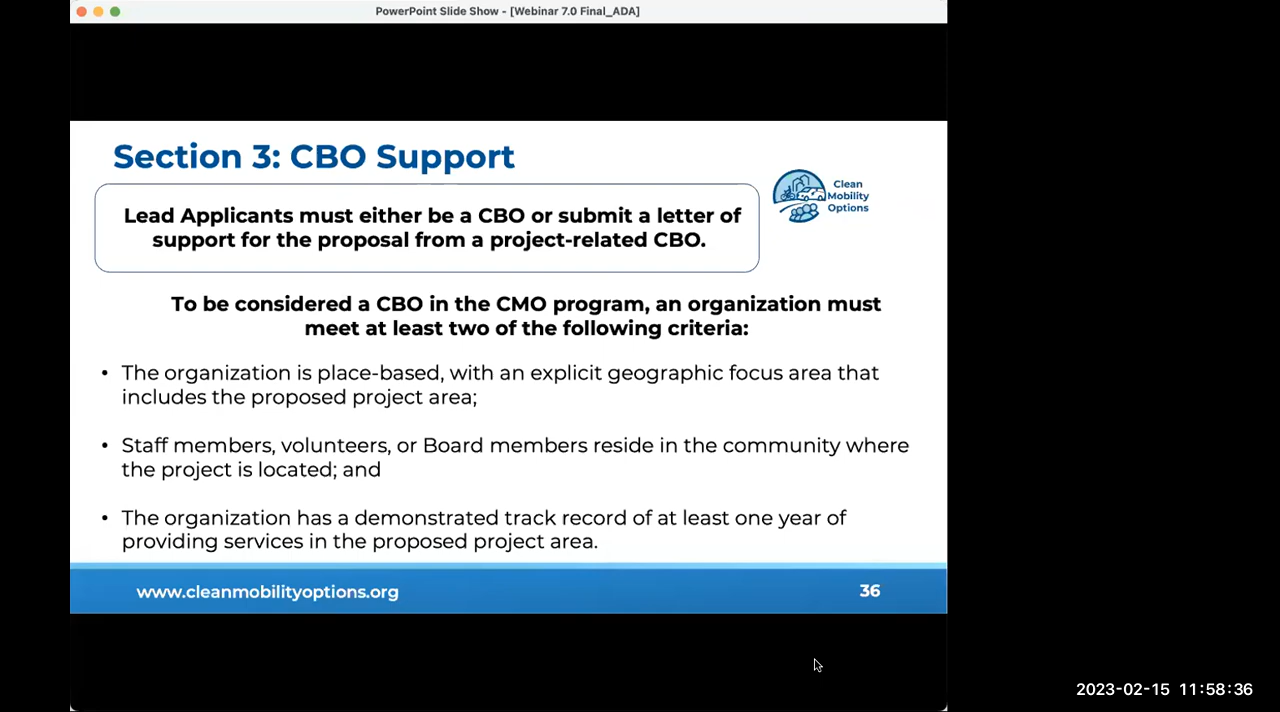 PowerPoint Slide Show - [Webinar 7.0 Final_ADA]
Section 3: CBO Support
Lead Applicants must either be a CBO or submit a letter of
support for the proposal from a project-related CBO.
Clean
Mobility
Options
To be considered a CBO in the CMO program, an organization must
meet at least two of the following criteria:
• The organization is place-based, with an explicit geographic focus area that
includes the proposed project area;
• Staff members, volunteers, or Board members reside in the community where
the project is located; and
• The organization has a demonstrated track record of at least one year of
providing services in the proposed project area.
www.cleanmobilityoptions.org
36
2023-02-15 11:58:36